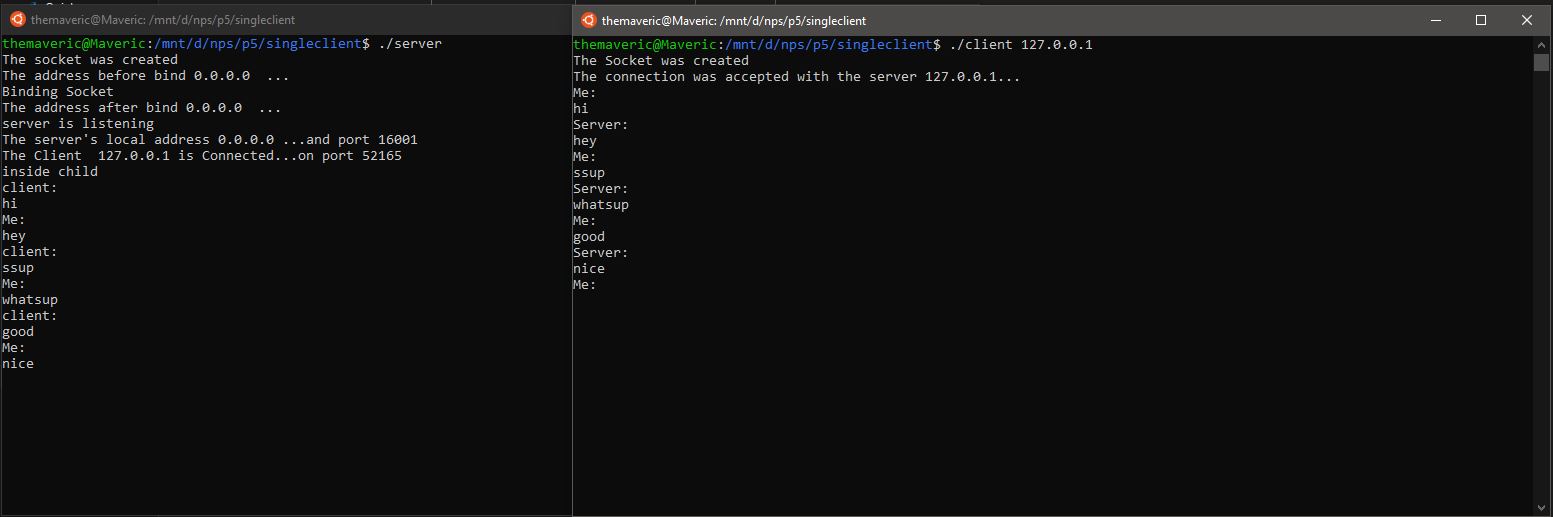 themaveric@Maveric: /mnt/d/nps/p5/singleclient
themaveric@Maveric:/mnt/d/nps/p5/singleclient$ ./server
The socket was created
The address before bind 0.0.0.0  ...
Binding Socket
The address after bind 0.0.0.0  ...
server is listening
The server's local address 0.0.0.0 ...and port 16001
The Client  127.0.0.1 is Connected...on port 52165
inside child
client:
hi
Me:
hey
client:
ssup
Me:
whatsup
client:
good
Me:
nice
themaveric@Maveric: /mnt/d/nps/p5/singleclient
themaveric@Maveric:/mnt/d/nps/p5/singleclient$ ./client 127.0.0.1
The Socket was created
The connection was accepted with the server 127.0.0.1...
Me:
hi
Server:
hey
Me:
ssup
Server:
whatsup
Me:
good
Server:
nice
Me: